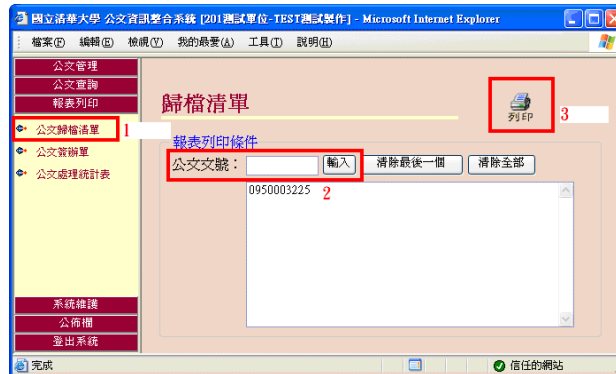 國立清華大學 公文資訊整合系統 [201測試單位-TEST測試製作] - Microsoft Internet Explorer
檔案(F) 編輯(E) 檢視(V) 我的最愛(A) 工具(T) 說明(H)
公文管理
公文查詢
報表列印
公文歸檔清單 1
公文簽辦單
公文處理統計表
系統維護
公佈欄
登出系統
歸檔清單
列印 3
報表列印條件
公文文號： 輸入 清除最後一個 清除全部
0950003225 2
完成 信任的網站